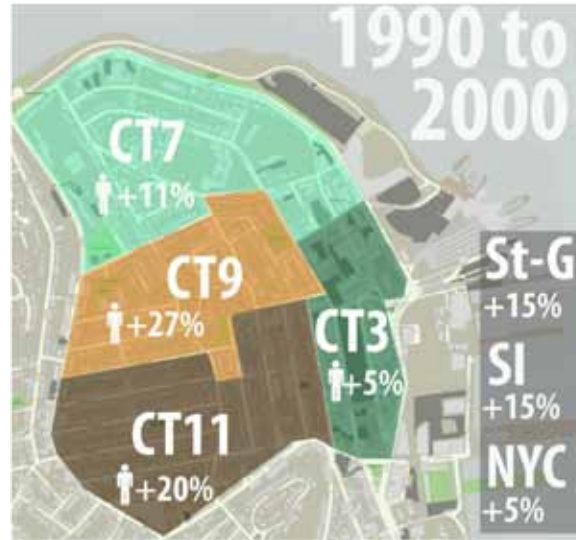 1990 to
2000
CT7
+11%
CT9
+27%
CT3
+5%
CT11
+20%
St-G
+15%
SI
+15%
NYC
+5%